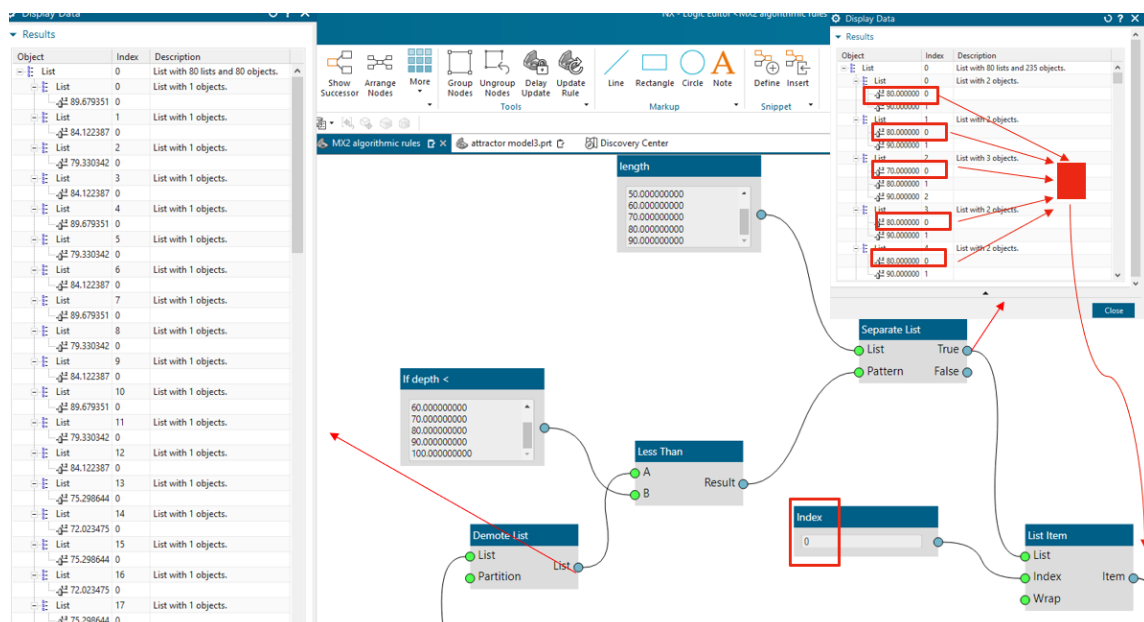 Display Data
Results
Object Index Description
List 0 List with 80 lists and 80 objects.
List 0 List with 1 objects.
89.679351 0
List 1 List with 1 objects.
84.122387 0
List 2 List with 1 objects.
79.330342 0
List 3 List with 1 objects.
84.122387 0
List 4 List with 1 objects.
89.679351 0
List 5 List with 1 objects.
79.330342 0
List 6 List with 1 objects.
84.122387 0
List 7 List with 1 objects.
89.679351 0
List 8 List with 1 objects.
79.330342 0
List 9 List with 1 objects.
84.122387 0
List 10 List with 1 objects.
89.679351 0
List 11 List with 1 objects.
79.330342 0
List 12 List with 1 objects.
84.122387 0
List 13 List with 1 objects.
75.298644 0
List 14 List with 1 objects.
72.023475 0
List 15 List with 1 objects.
75.298644 0
List 16 List with 1 objects.
72.023475 0
List 17 List with 1 objects.
75.298644 0
NX - Logic Editor <MX2 algorithmic rules
Show Successor
Arrange Nodes
More
Group Nodes
Ungroup Nodes
Delay Update
Update Rule
Tools
Line
Rectangle
Circle
Note
Markup
Define
Insert
Snippet
MX2 algorithmic rules
attractor model3.prt
Discovery Center
length
50.000000000
60.000000000
70.000000000
80.000000000
90.000000000
If depth <
60.000000000
70.000000000
80.000000000
90.000000000
100.000000000
Less Than
A
Result
B
Demote List
List
List
Partition
Separate List
List True
Pattern False
Index
0
List Item
List
Index Item
Wrap
Display Data
Results
Object Index Description
List 0 List with 80 lists and 235 objects.
List 0 List with 2 objects.
80.000000 0
90.000000 1
List 1 List with 2 objects.
80.000000 0
90.000000 1
List 2 List with 3 objects.
70.000000 0
80.000000 1
90.000000 2
List 3 List with 2 objects.
80.000000 0
90.000000 1
List 4 List with 2 objects.
80.000000 0
90.000000 1
Close